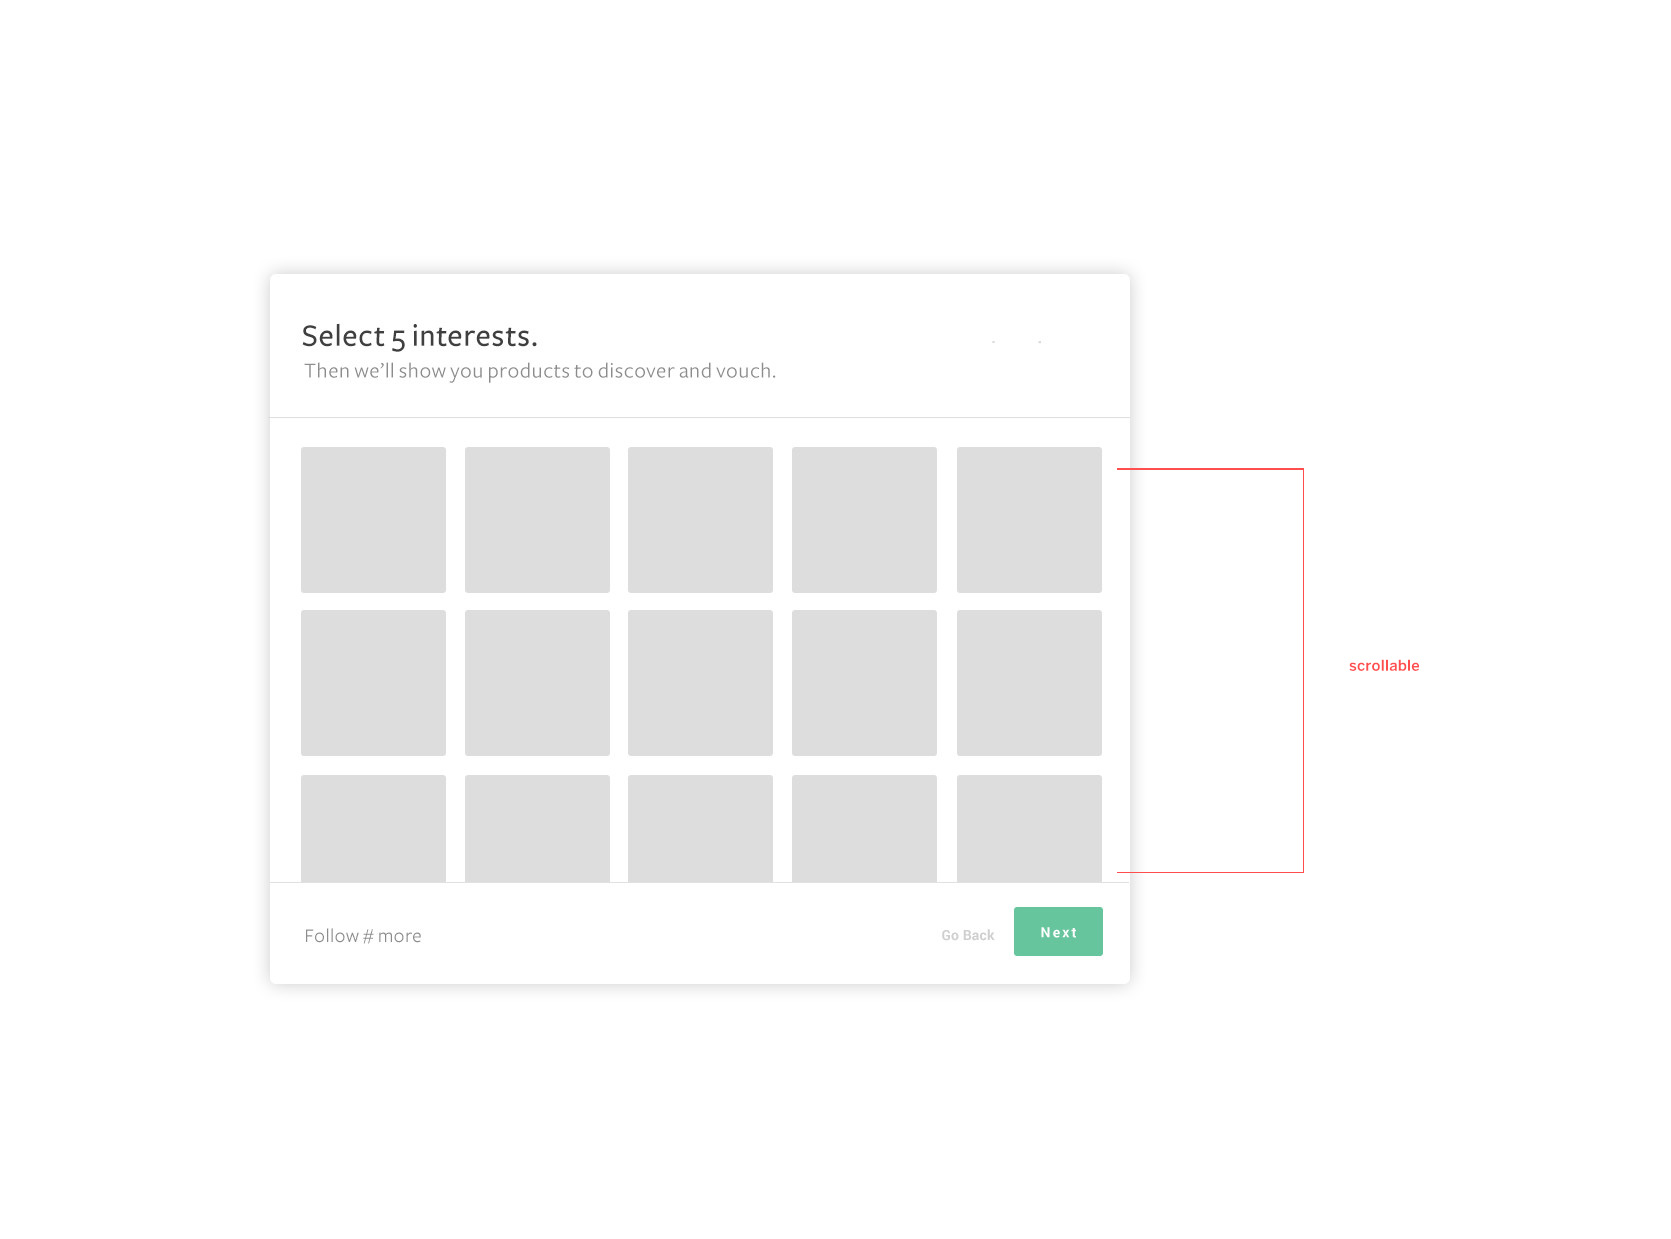 Select 5 interests.
Then we’ll show you products to discover and vouch.
scrollable
Follow # more
Go Back
Next